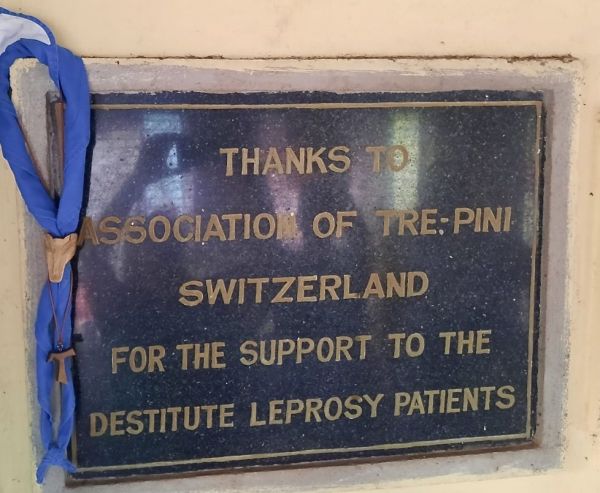 THANKS TO
ASSOCIATION OF TRE-PINI
SWITZERLAND
FOR THE SUPPORT TO THE
DESTITUTE LEPROSY PATIENTS